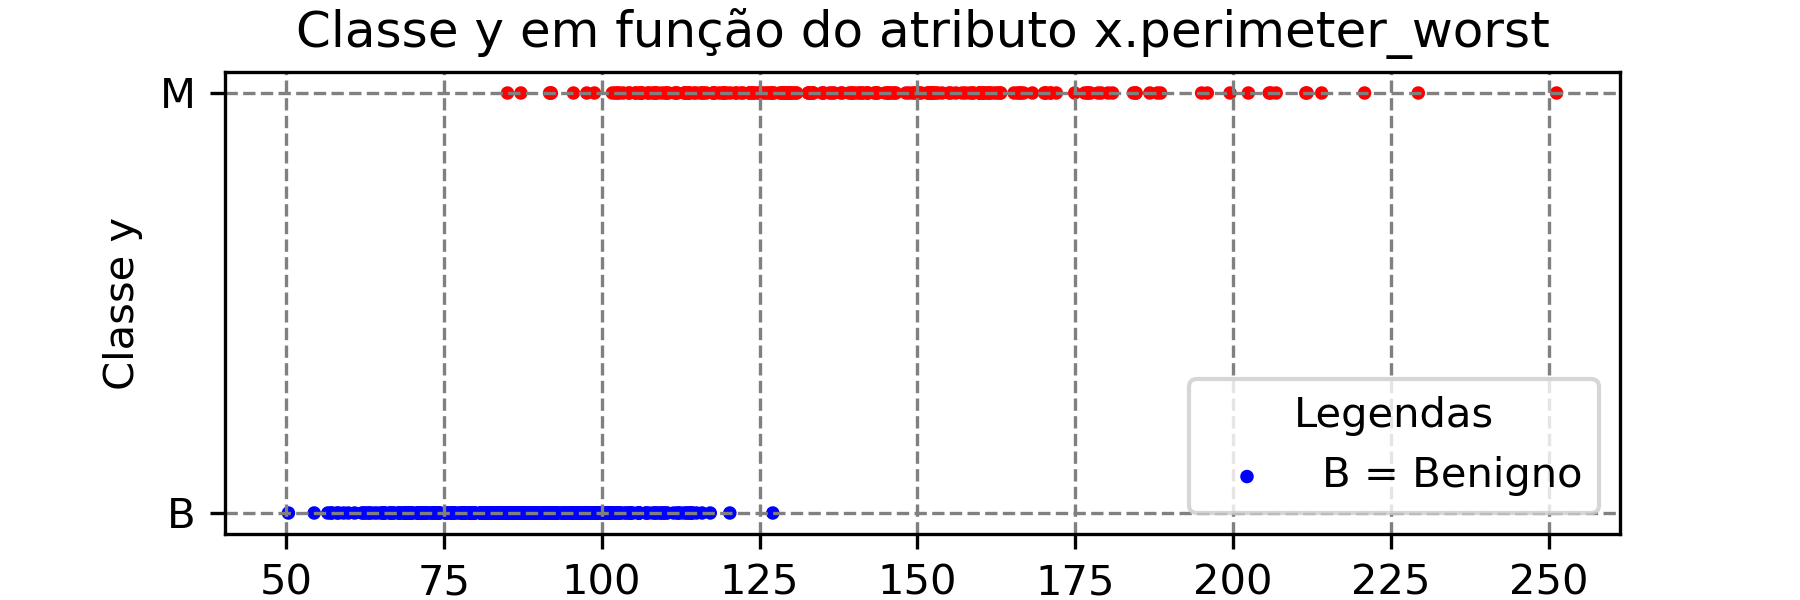 Classe y em função do atributo x.perimeter_worst
M
Classe y
B
Legendas
B = Benigno
50 75 100 125 150 175 200 225 250